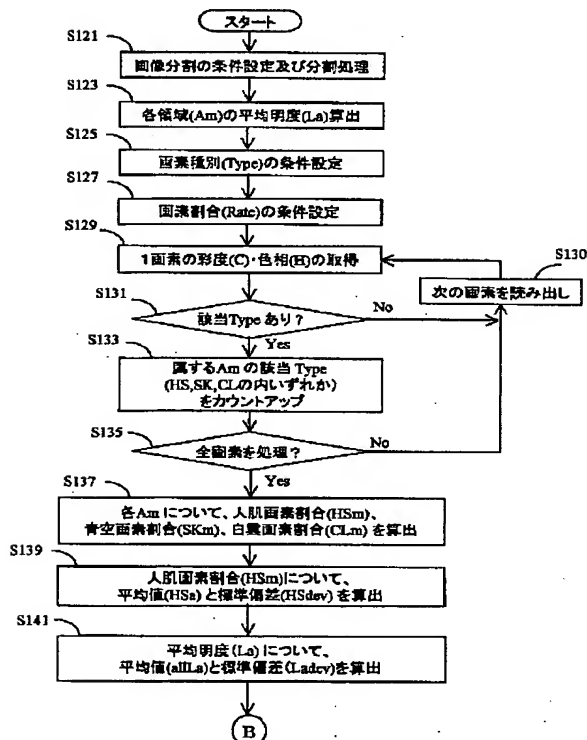 スタート
S121
画像分割の条件設定及び分割処理
S123
各領域(Am)の平均明度(La)算出
S125
画素種別(Type)の条件設定
S127
画素割合(Rate)の条件設定
S129
1画素の彩度(C)・色相(H)の取得
S130
次の画素を読み出し
S131
該当Typeあり？
No
Yes
S133
属するAmの該当Type
(HS,SK,CLの内いずれか)
をカウントアップ
S135
全画素を処理？
No
Yes
S137
各Amについて、人肌画素割合(HSm)、
青空画素割合(SKm)、白雲画素割合(CLm)を算出
S139
人肌画素割合(HSm)について、
平均値(HSa)と標準偏差(HSdev)を算出
S141
平均明度(La)について、
平均値(allLa)と標準偏差(Ladev)を算出
B